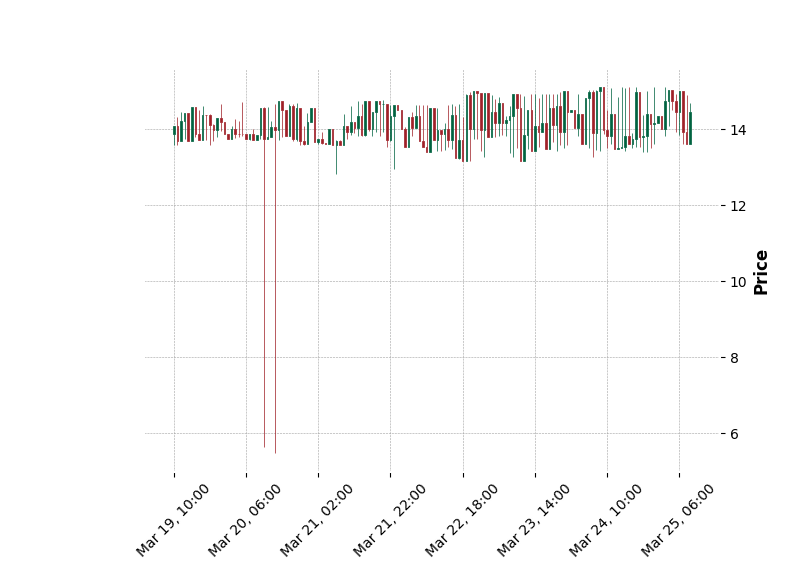 14
12
10
8
6
Price
Mar 19, 10:00
Mar 20, 06:00
Mar 21, 02:00
Mar 21, 22:00
Mar 22, 18:00
Mar 23, 14:00
Mar 24, 10:00
Mar 25, 06:00